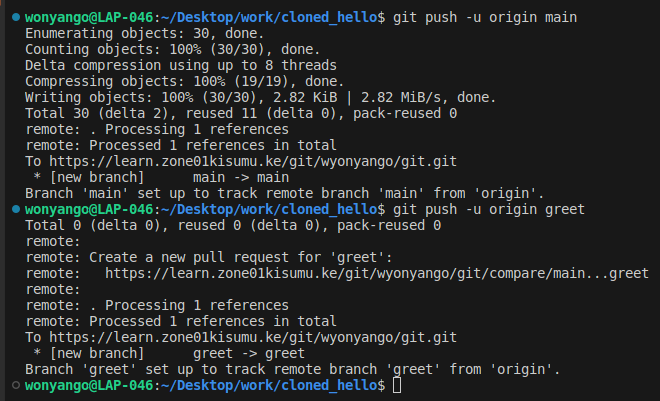 wonyango@LAP-046:~/Desktop/work/cloned_hello$ git push -u origin main
Enumerating objects: 30, done.
Counting objects: 100% (30/30), done.
Delta compression using up to 8 threads
Compressing objects: 100% (19/19), done.
Writing objects: 100% (30/30), 2.82 KiB | 2.82 MiB/s, done.
Total 30 (delta 2), reused 11 (delta 0), pack-reused 0
remote: . Processing 1 references
remote: Processed 1 references in total
To https://learn.zone01kisumu.ke/git/wyonyango/git.git
 * [new branch]      main -> main
Branch 'main' set up to track remote branch 'main' from 'origin'.
wonyango@LAP-046:~/Desktop/work/cloned_hello$ git push -u origin greet
Total 0 (delta 0), reused 0 (delta 0), pack-reused 0
remote:
remote: Create a new pull request for 'greet':
remote:   https://learn.zone01kisumu.ke/git/wyonyango/git/compare/main...greet
remote:
remote: . Processing 1 references
remote: Processed 1 references in total
To https://learn.zone01kisumu.ke/git/wyonyango/git.git
 * [new branch]      greet -> greet
Branch 'greet' set up to track remote branch 'greet' from 'origin'.
wonyango@LAP-046:~/Desktop/work/cloned_hello$